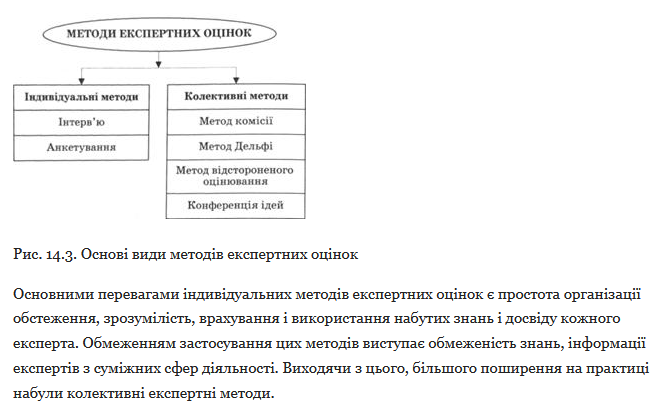 МЕТОДИ ЕКСПЕРТНИХ ОЦІНОК
Індивідуальні методи
Інтерв'ю
Анкетування
Колективні методи
Метод комісії
Метод Дельфі
Метод відстороненого
оцінювання
Конференція ідей
Рис. 14.3. Основі види методів експертних оцінок
Основними перевагами індивідуальних методів експертних оцінок є простота організації
обстеження, зрозумілість, врахування і використання набутих знань і досвіду кожного
експерта. Обмеженням застосування цих методів виступає обмеженість знань, інформації
експертів з суміжних сфер діяльності. Виходячи з цього, більшого поширення на практиці
набули колективні експертні методи.